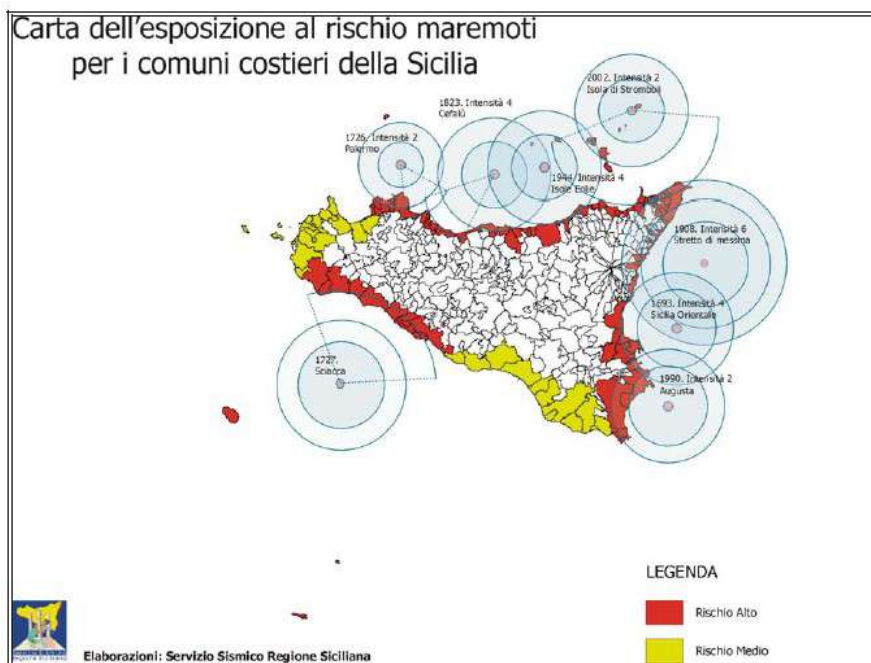 Carta dell'esposizione al rischio maremoti
per i comuni costieri della Sicilia
2002. Intensità 2
Isola di Stromboli
1823. Intensità 4
Cefalù
1726. Intensità 2
Palermo
1944. Intensità 4
Isole Eolie
1908. Intensità 6
Stretto di messina
1693. Intensità 4
Sicilia Orientale
1727.
Sciacca
1990. Intensità 2
Augusta
LEGENDA
Rischio Alto
Rischio Medio
Elaborazioni: Servizio Sismico Regione Siciliana